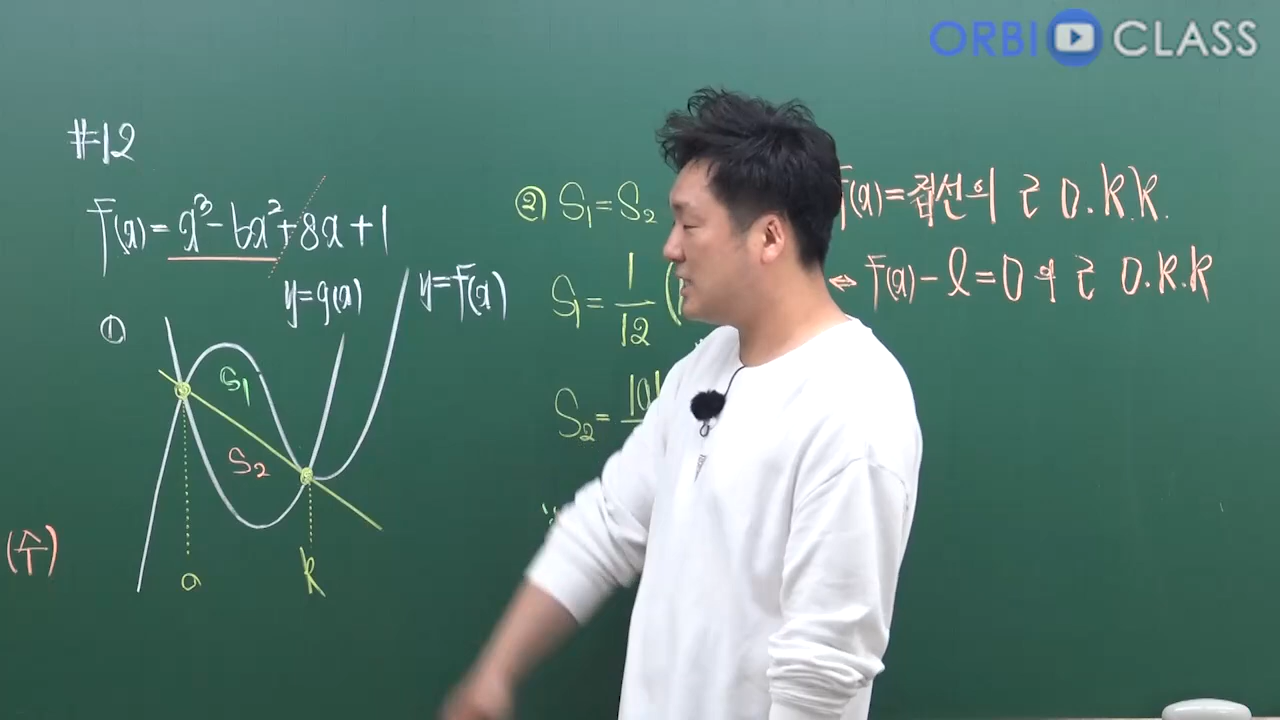 ORBI CLASS
#12
f(x)=x³-6x²+8x+1
y=g(x)
y=f(x)
①
S₁
S₂
0
k
(수)
② S₁=S₂
S₁=1/12(
S₂=
f(x)=접선의 근 0.k.k.
⇔ f(x)-l=0의 근 0.k.k